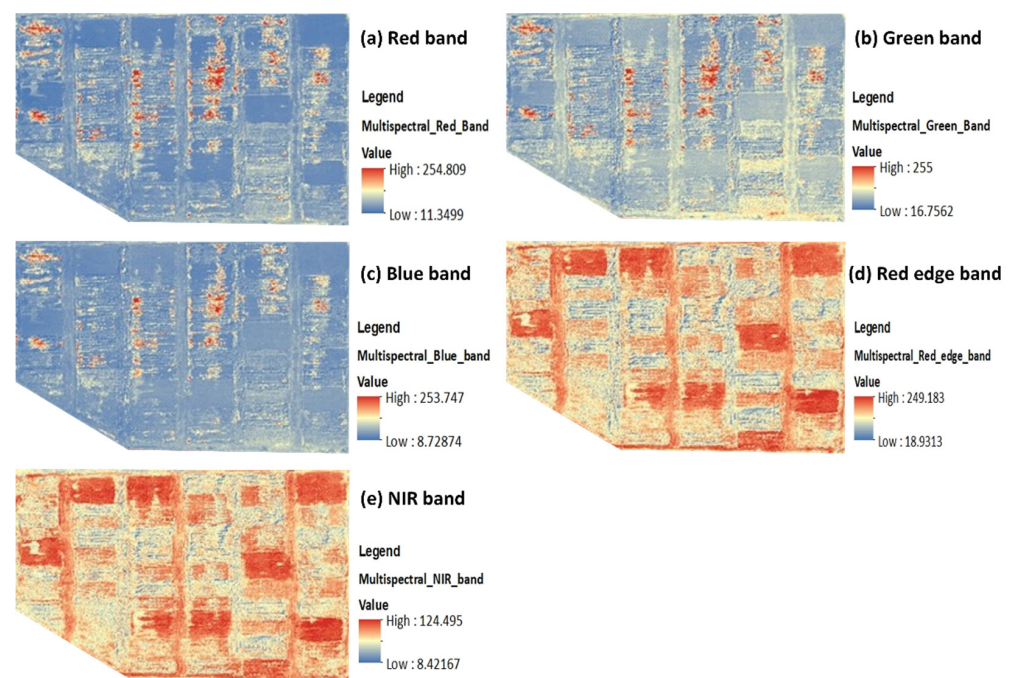 (a) Red band
Legend
Multispectral_Red_Band
Value
High : 254.809
Low : 11.3499
(b) Green band
Legend
Multispectral_Green_Band
Value
High : 255
Low : 16.7562
(c) Blue band
Legend
Multispectral_Blue_band
Value
High : 253.747
Low : 8.72874
(d) Red edge band
Legend
Multispectral_Red_edge_band
Value
High : 249.183
Low : 18.9313
(e) NIR band
Legend
Multispectral_NIR_band
Value
High : 124.495
Low : 8.42167